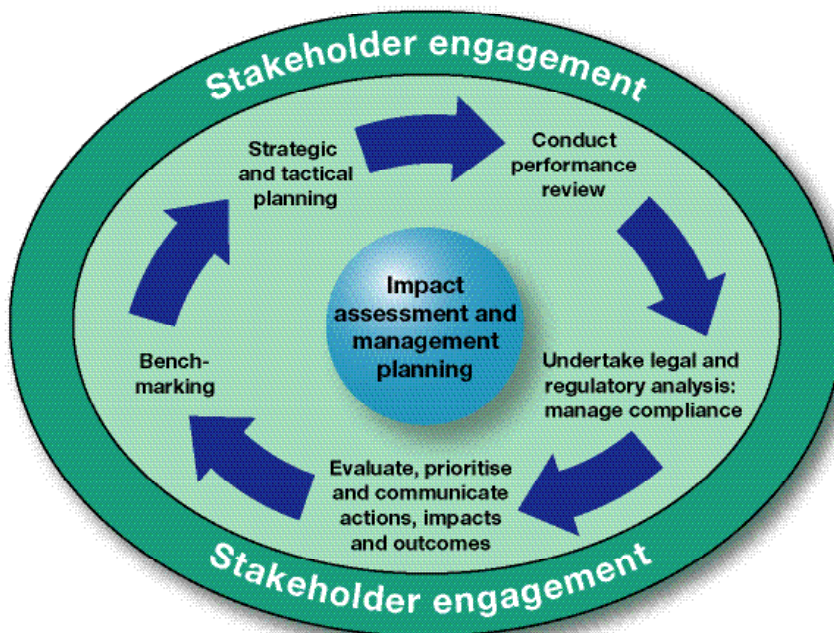 Stakeholder engagement
Strategic
and tactical
planning
Conduct
performance
review
Impact
assessment and
management
planning
Bench-
marking
Undertake legal and
regulatory analysis:
manage compliance
Evaluate, prioritise
and communicate
actions, impacts
and outcomes
Stakeholder engagement